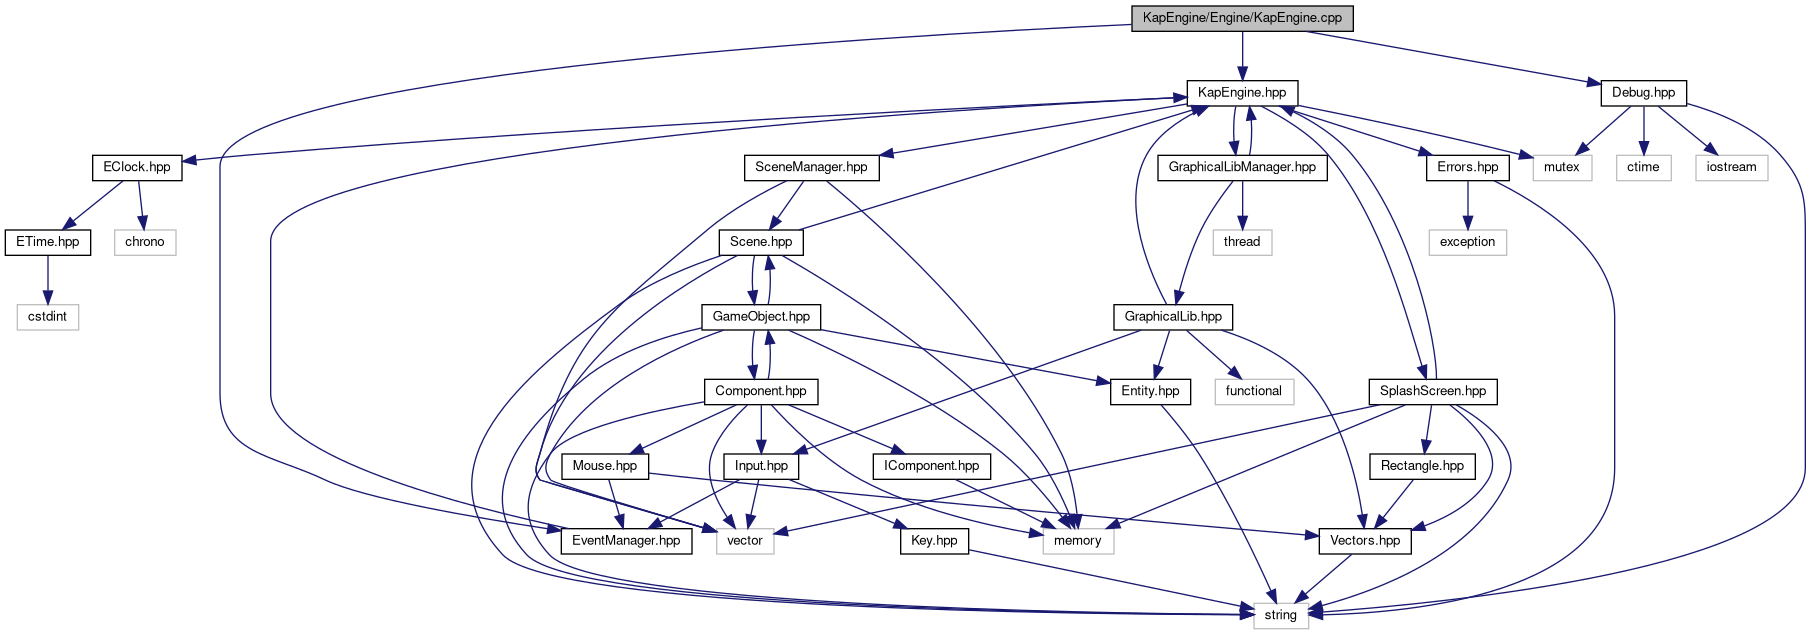 KapEngine/Engine/KapEngine.cpp
KapEngine.hpp
Debug.hpp
EClock.hpp
SceneManager.hpp
GraphicalLibManager.hpp
Errors.hpp
mutex
ctime
iostream
ETime.hpp
chrono
Scene.hpp
thread
exception
cstdint
GameObject.hpp
GraphicalLib.hpp
Component.hpp
Entity.hpp
functional
SplashScreen.hpp
Mouse.hpp
Input.hpp
IComponent.hpp
Rectangle.hpp
EventManager.hpp
vector
Key.hpp
memory
Vectors.hpp
string